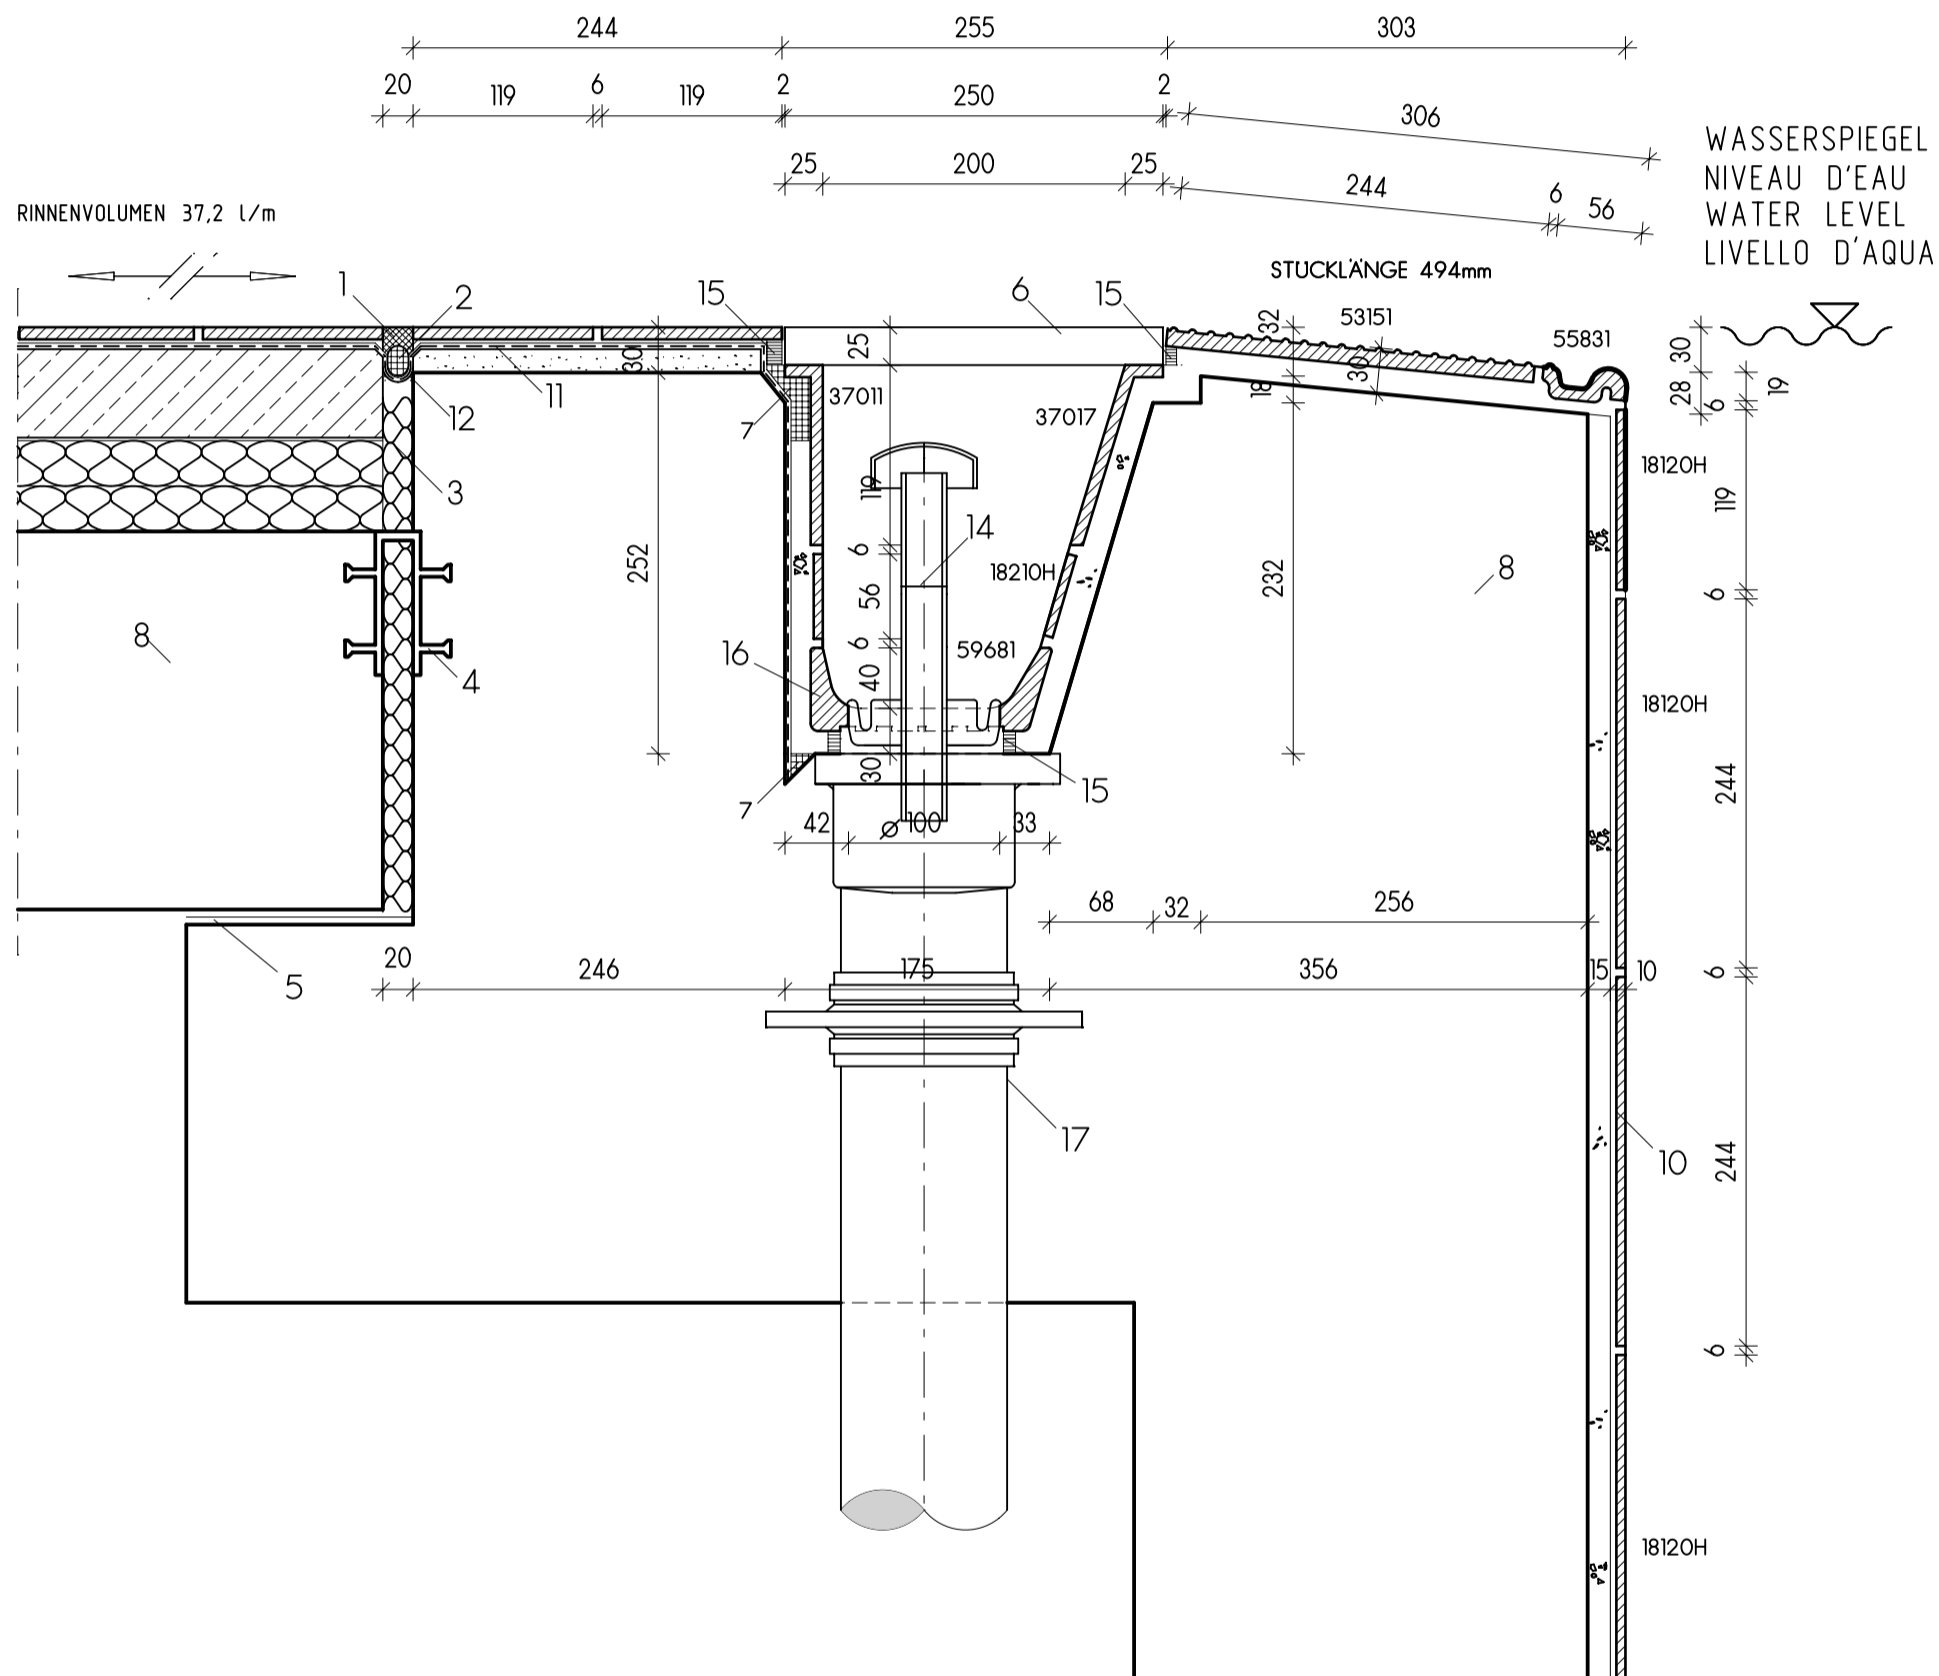 244 255 303
20 119 6 119 2 250 2 306
25 200 25 244 6 56
WASSERSPIEGEL
NIVEAU D'EAU
WATER LEVEL
LIVELLO D'AQUA
RINNENVOLUMEN 37,2 l/m
STÜCKLÄNGE 494mm
1 2 15 6 15 32 53151 55831
30 25 30 30 19
11 12 7 37011 37017 18 28 6
3 119 14 18120H 119
252 6 18210H 232 8
8 56 6
16 6 59681
4 40 18120H
7 30 15 244
42 ø 100 33
68 32 256
20 246 175 356 15 10 6
5
17 10 244
6
18120H